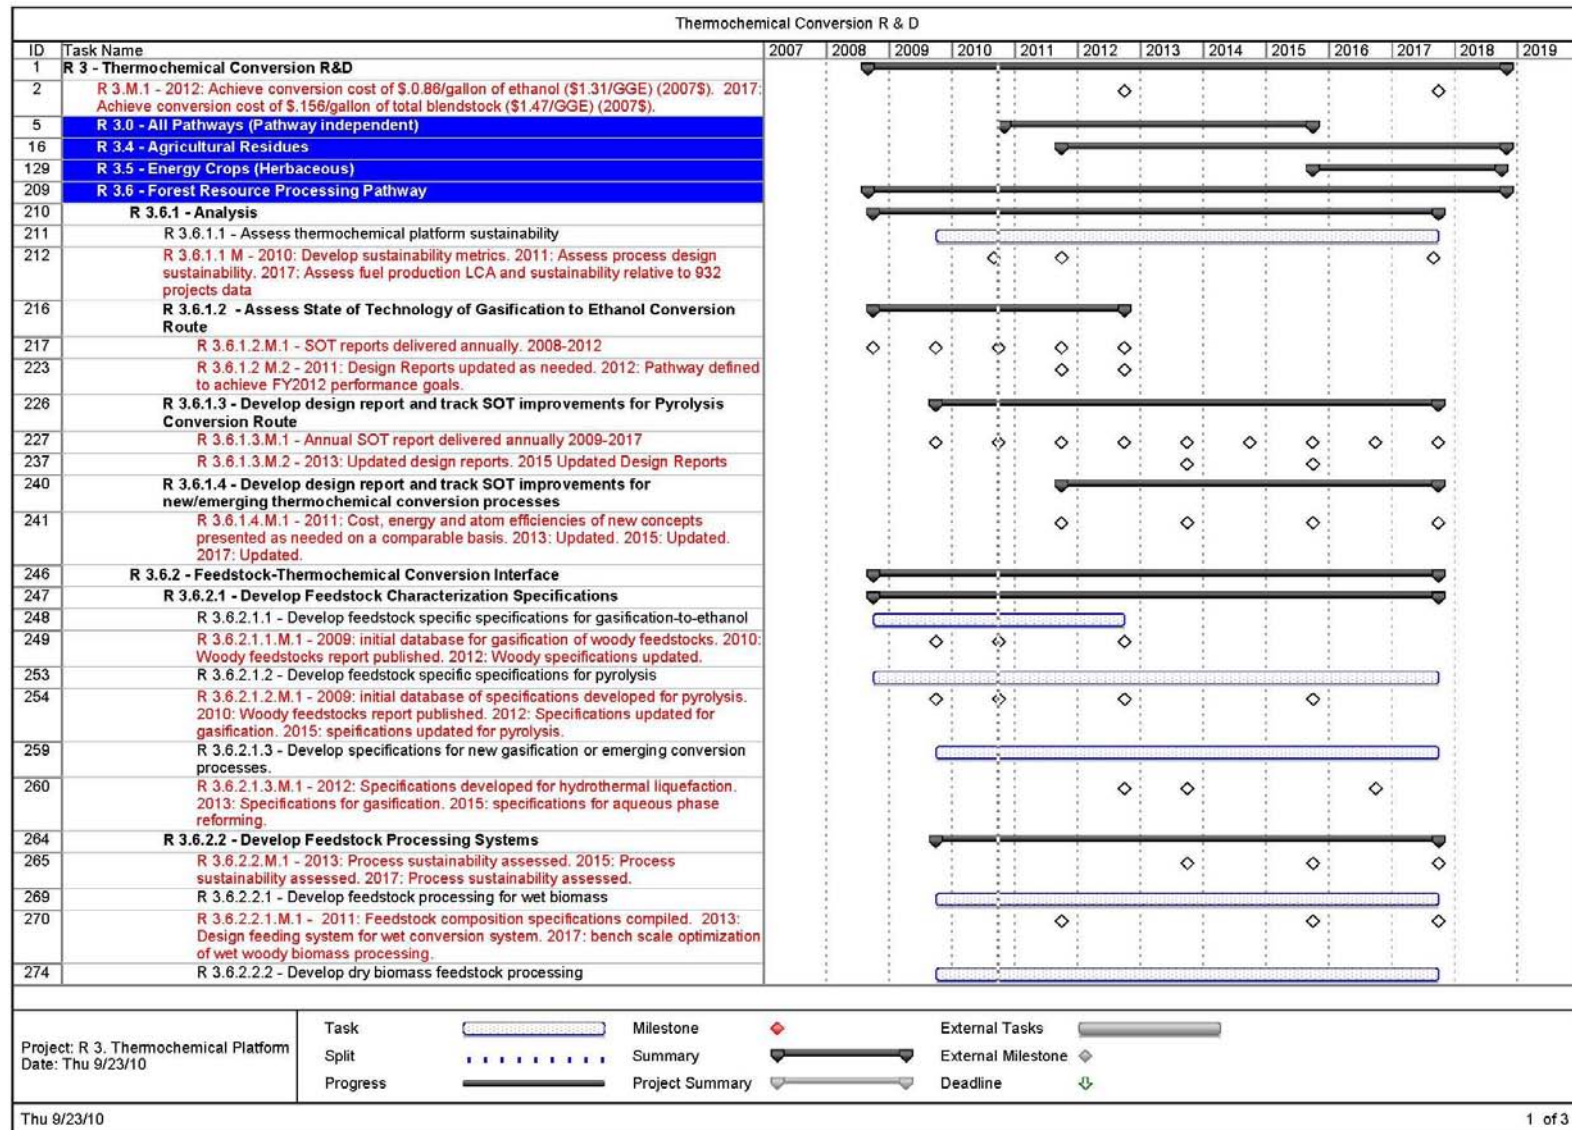 Thermochemical Conversion R & D
ID Task Name 2007 2008 2009 2010 2011 2012 2013 2014 2015 2016 2017 2018 2019
1 R 3 - Thermochemical Conversion R&D
2 R 3.M.1 - 2012: Achieve conversion cost of $.0.86/gallon of ethanol ($1.31/GGE) (2007$). 2017:
Achieve conversion cost of $.156/gallon of total blendstock ($1.47/GGE) (2007$).
5 R 3.0 - All Pathways (Pathway independent)
16 R 3.4 - Agricultural Residues
129 R 3.5 - Energy Crops (Herbaceous)
209 R 3.6 - Forest Resource Processing Pathway
210 R 3.6.1 - Analysis
211 R 3.6.1.1 - Assess thermochemical platform sustainability
212 R 3.6.1.1 M - 2010: Develop sustainability metrics. 2011: Assess process design
sustainability. 2017: Assess fuel production LCA and sustainability relative to 932
projects data
216 R 3.6.1.2 - Assess State of Technology of Gasification to Ethanol Conversion
Route
217 R 3.6.1.2.M.1 - SOT reports delivered annually. 2008-2012
223 R 3.6.1.2 M.2 - 2011: Design Reports updated as needed. 2012: Pathway defined
to achieve FY2012 performance goals.
226 R 3.6.1.3 - Develop design report and track SOT improvements for Pyrolysis
Conversion Route
227 R 3.6.1.3.M.1 - Annual SOT report delivered annually 2009-2017
237 R 3.6.1.3.M.2 - 2013: Updated design reports. 2015 Updated Design Reports
240 R 3.6.1.4 - Develop design report and track SOT improvements for
new/emerging thermochemical conversion processes
241 R 3.6.1.4.M.1 - 2011: Cost, energy and atom efficiencies of new concepts
presented as needed on a comparable basis. 2013: Updated. 2015: Updated.
2017: Updated.
246 R 3.6.2 - Feedstock-Thermochemical Conversion Interface
247 R 3.6.2.1 - Develop Feedstock Characterization Specifications
248 R 3.6.2.1.1 - Develop feedstock specific specifications for gasification-to-ethanol
249 R 3.6.2.1.1.M.1 - 2009: initial database for gasification of woody feedstocks. 2010:
Woody feedstocks report published. 2012: Woody specifications updated.
253 R 3.6.2.1.2 - Develop feedstock specific specifications for pyrolysis
254 R 3.6.2.1.2.M.1 - 2009: initial database of specifications developed for pyrolysis.
2010: Woody feedstocks report published. 2012: Specifications updated for
gasification. 2015: speifications updated for pyrolysis.
259 R 3.6.2.1.3 - Develop specifications for new gasification or emerging conversion
processes.
260 R 3.6.2.1.3.M.1 - 2012: Specifications developed for hydrothermal liquefaction.
2013: Specifications for gasification. 2015: specifications for aqueous phase
reforming.
264 R 3.6.2.2 - Develop Feedstock Processing Systems
265 R 3.6.2.2.M.1 - 2013: Process sustainability assessed. 2015: Process
sustainability assessed. 2017: Process sustainability assessed.
269 R 3.6.2.2.1 - Develop feedstock processing for wet biomass
270 R 3.6.2.2.1.M.1 - 2011: Feedstock composition specifications compiled. 2013:
Design feeding system for wet conversion system. 2017: bench scale optimization
of wet woody biomass processing.
274 R 3.6.2.2.2 - Develop dry biomass feedstock processing
Project: R 3. Thermochemical Platform
Date: Thu 9/23/10
Task Milestone External Tasks
Split Summary External Milestone
Progress Project Summary Deadline
Thu 9/23/10 1 of 3